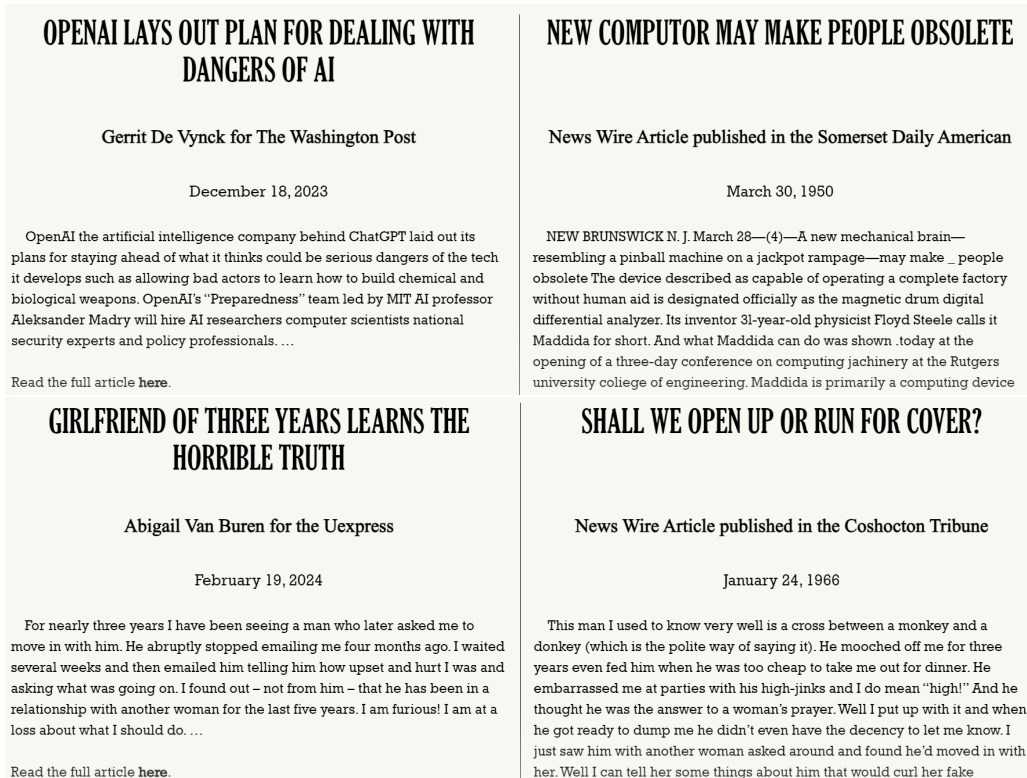 OPENAI LAYS OUT PLAN FOR DEALING WITH
DANGERS OF AI
Gerrit De Vynck for The Washington Post
December 18, 2023
OpenAI the artificial intelligence company behind ChatGPT laid out its
plans for staying ahead of what it thinks could be serious dangers of the tech
it develops such as allowing bad actors to learn how to build chemical and
biological weapons. OpenAI’s “Preparedness” team led by MIT AI professor
Aleksander Madry will hire AI researchers computer scientists national
security experts and policy professionals. …
Read the full article here.
NEW COMPUTOR MAY MAKE PEOPLE OBSOLETE
News Wire Article published in the Somerset Daily American
March 30, 1950
NEW BRUNSWICK N. J. March 28—(4)—A new mechanical brain—
resembling a pinball machine on a jackpot rampage—may make _ people
obsolete The device described as capable of operating a complete factory
without human aid is designated officially as the magnetic drum digital
differential analyzer. Its inventor 3l-year-old physicist Floyd Steele calls it
Maddida for short. And what Maddida can do was shown .today at the
opening of a three-day conference on computing jachinery at the Rutgers
university coliege of engineering. Maddida is primarily a computing device
GIRLFRIEND OF THREE YEARS LEARNS THE
HORRIBLE TRUTH
Abigail Van Buren for the Uexpress
February 19, 2024
For nearly three years I have been seeing a man who later asked me to
move in with him. He abruptly stopped emailing me four months ago. I waited
several weeks and then emailed him telling him how upset and hurt I was and
asking what was going on. I found out – not from him – that he has been in a
relationship with another woman for the last five years. I am furious! I am at a
loss about what I should do. …
Read the full article here.
SHALL WE OPEN UP OR RUN FOR COVER?
News Wire Article published in the Coshocton Tribune
January 24, 1966
This man I used to know very well is a cross between a monkey and a
donkey (which is the polite way of saying it). He mooched off me for three
years even fed him when he was too cheap to take me out for dinner. He
embarrassed me at parties with his high-jinks and I do mean “high!” And he
thought he was the answer to a woman’s prayer. Well I put up with it and when
he got ready to dump me he didn’t even have the decency to let me know. I
just saw him with another woman asked around and found he’d moved in with
her. Well I can tell her some things about him that would curl her fake